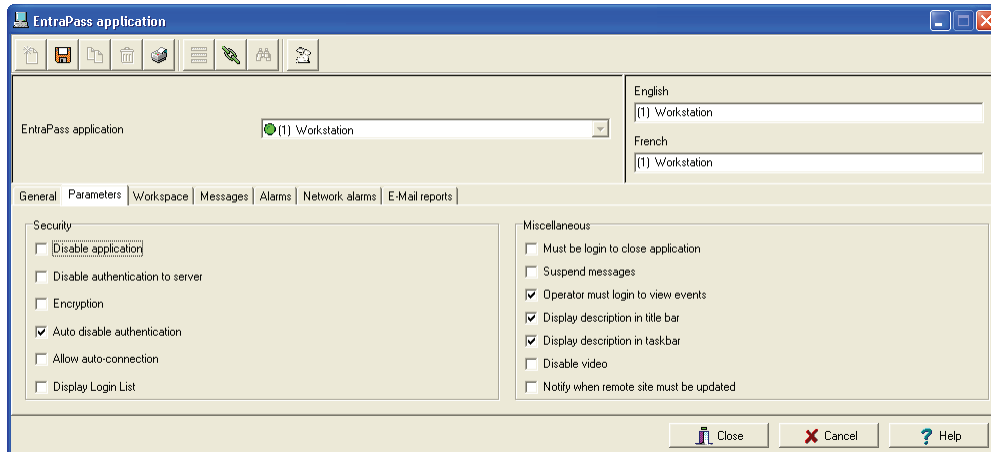 EntraPass application
English
(1) Workstation
EntraPass application
(1) Workstation
French
(1) Workstation
General Parameters Workspace Messages Alarms Network alarms E-Mail reports
Security
Disable application
Disable authentication to server
Encryption
Auto disable authentication
Allow auto-connection
Display Login List
Miscellaneous
Must be login to close application
Suspend messages
Operator must login to view events
Display description in title bar
Display description in taskbar
Disable video
Notify when remote site must be updated
Close Cancel Help